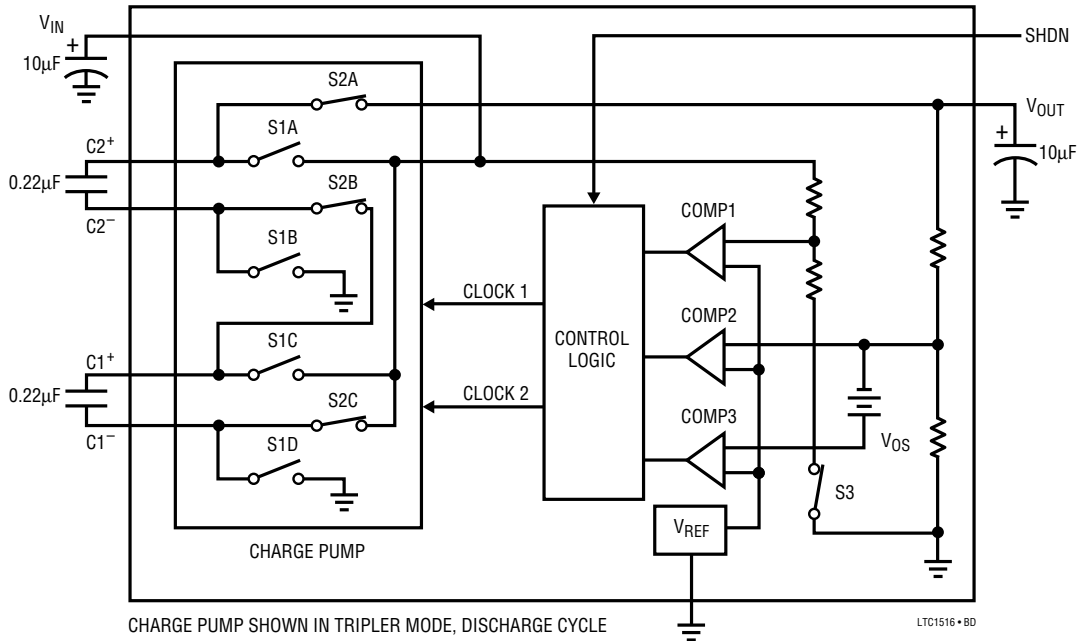 V_IN
+
10µF
SHDN
S2A
S1A
V_OUT
+
10µF
C2+
0.22µF
C2−
S2B
S1B
COMP1
CLOCK 1
CONTROL
LOGIC
COMP2
S1C
C1+
0.22µF
C1−
CLOCK 2
S2C
COMP3
V_OS
S1D
S3
V_REF
CHARGE PUMP
CHARGE PUMP SHOWN IN TRIPLER MODE, DISCHARGE CYCLE
LTC1516 • BD